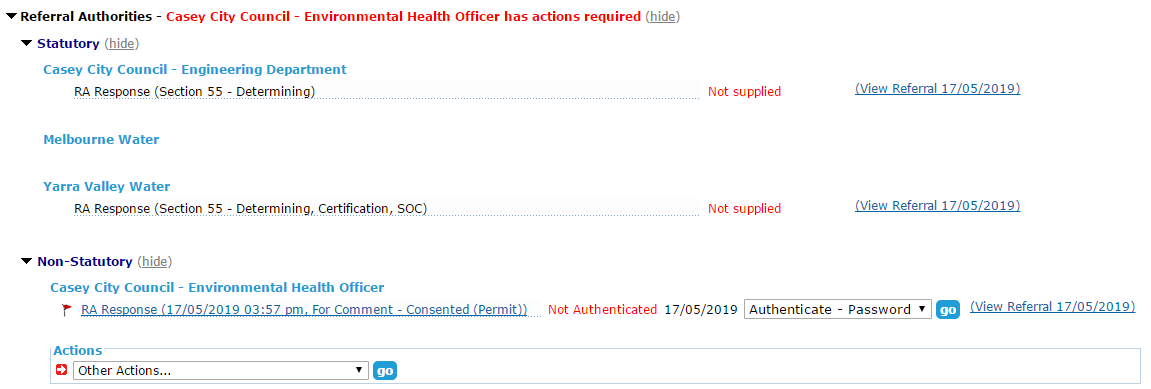 Referral Authorities - Casey City Council - Environmental Health Officer has actions required (hide)
Statutory (hide)
Casey City Council - Engineering Department
RA Response (Section 55 - Determining) Not supplied (View Referral 17/05/2019)
Melbourne Water
Yarra Valley Water
RA Response (Section 55 - Determining, Certification, SOC) Not supplied (View Referral 17/05/2019)
Non-Statutory (hide)
Casey City Council - Environmental Health Officer
RA Response (17/05/2019 03:57 pm, For Comment - Consented (Permit)) Not Authenticated 17/05/2019 Authenticate - Password go (View Referral 17/05/2019)
Actions
Other Actions... go